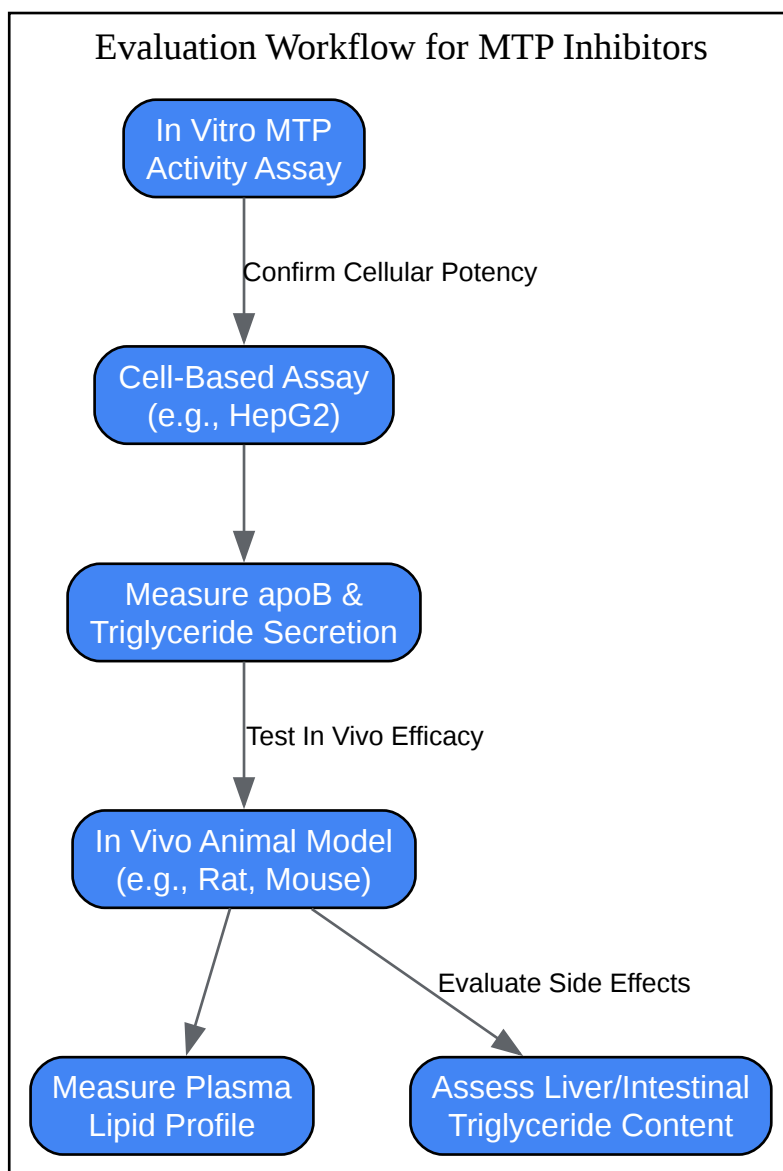 Evaluation Workflow for MTP Inhibitors
In Vitro MTP
Activity Assay
Confirm Cellular Potency
Cell-Based Assay
(e.g., HepG2)
Measure apoB &
Triglyceride Secretion
Test In Vivo Efficacy
In Vivo Animal Model
(e.g., Rat, Mouse)
Evaluate Side Effects
Measure Plasma
Lipid Profile
Assess Liver/Intestinal
Triglyceride Content